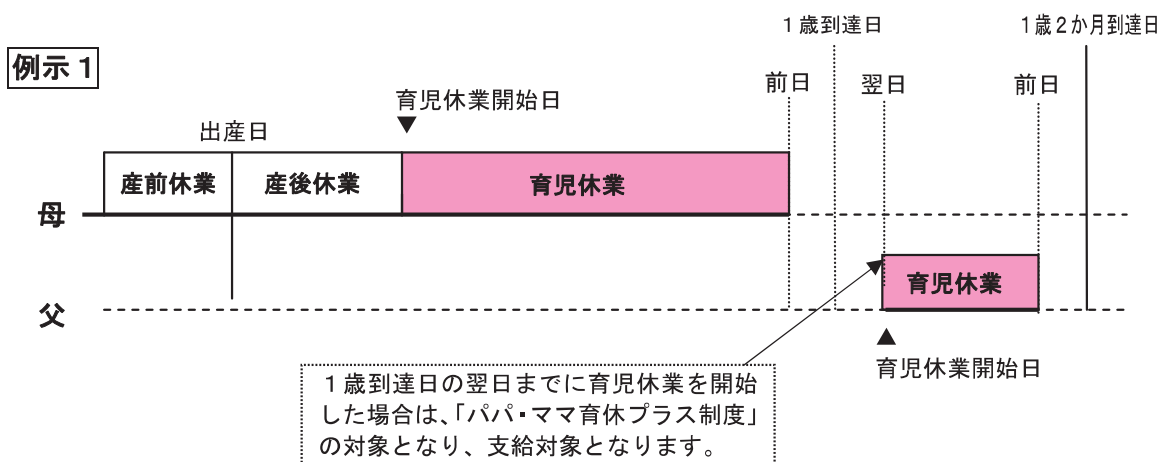 例示1
1歳到達日
1歳2か月到達日
前日
翌日
前日
育児休業開始日
▼
出産日
産前休業
産後休業
育児休業
母
育児休業
父
▲
育児休業開始日
1歳到達日の翌日までに育児休業を開始
した場合は、「パパ・ママ育休プラス制度」
の対象となり、支給対象となります。